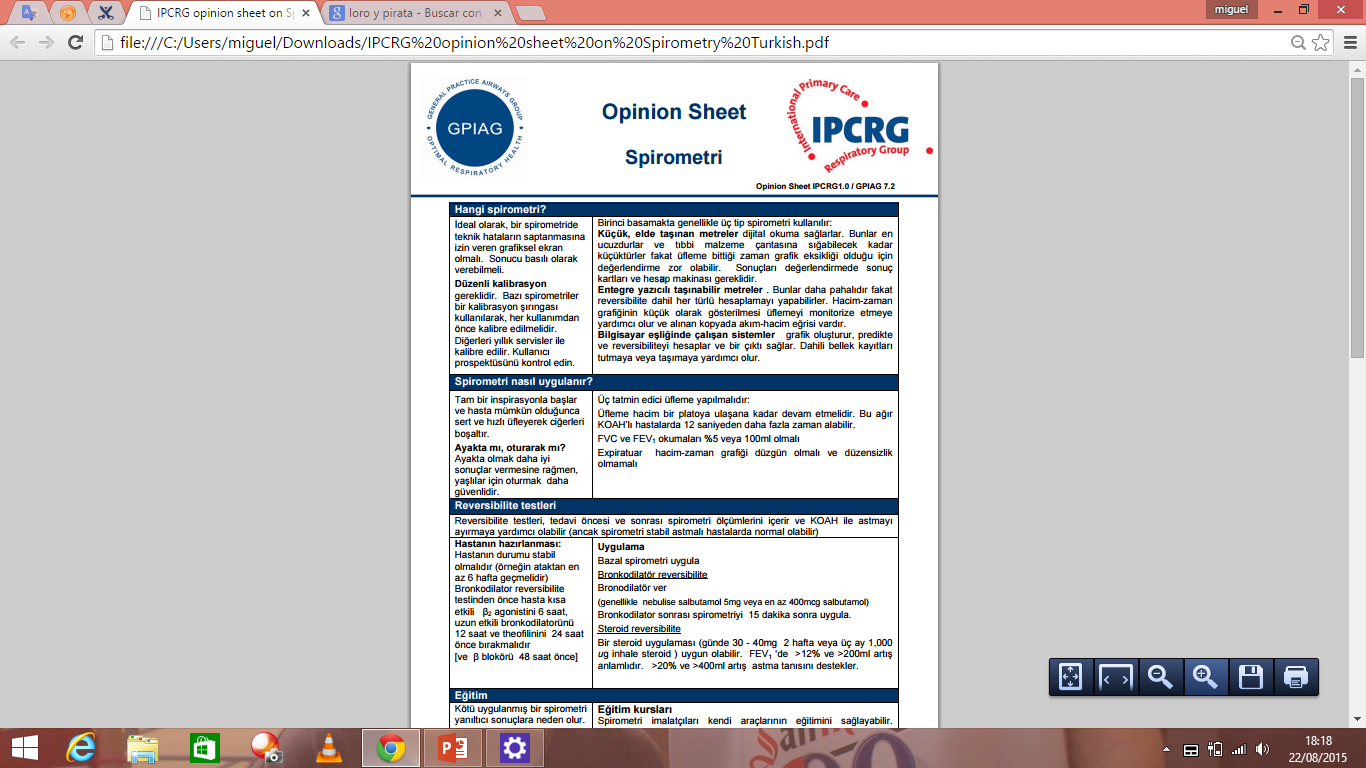 IPCRG opinion sheet on Sp
loro y pirata - Buscar con
miguel
file:///C:/Users/miguel/Downloads/IPCRG%20opinion%20sheet%20on%20Spirometry%20Turkish.pdf
GENERAL PRACTICE AIRWAYS GROUP
GPIAG
OPTIMAL RESPIRATORY HEALTH
Opinion Sheet
Spirometri
International Primary Care
IPCRG
Respiratory Group
Opinion Sheet IPCRG1.0 / GPIAG 7.2
Hangi spirometri?
İdeal olarak, bir spirometride
teknik hataların saptanmasına
izin veren grafiksel ekran
olmalı. Sonucu basılı olarak
verebilmeli.
Düzenli kalibrasyon
gereklidir. Bazı spirometriler
bir kalibrasyon şırıngası
kullanılarak, her kullanımdan
önce kalibre edilmelidir.
Diğerleri yıllık servisler ile
kalibre edilir. Kullanıcı
prospektüsünü kontrol edin.
Birinci basamakta genellikle üç tip spirometri kullanılır:
Küçük, elde taşınan metreler dijital okuma sağlarlar. Bunlar en
ucuzdurlar ve tıbbi malzeme çantasına sığabilecek kadar
küçüktürler fakat üfleme bittiği zaman grafik eksikliği olduğu için
değerlendirme zor olabilir. Sonuçları değerlendirmede sonuç
kartları ve hesap makinası gereklidir.
Entegre yazıcılı taşınabilir metreler . Bunlar daha pahalıdır fakat
reversibilite dahil her türlü hesaplamayı yapabilirler. Hacim-zaman
grafiğinin küçük olarak gösterilmesi üflemeyi monitorize etmeye
yardımcı olur ve alınan kopyada akım-hacim eğrisi vardır.
Bilgisayar eşliğinde çalışan sistemler grafik oluşturur, predikte
ve reversibiliteyi hesaplar ve bir çıktı sağlar. Dahili bellek kayıtları
tutmaya veya taşımaya yardımcı olur.
Spirometri nasıl uygulanır?
Tam bir inspirasyonla başlar
ve hasta mümkün olduğunca
sert ve hızlı üfleyerek ciğerleri
boşaltır.
Ayakta mı, oturarak mı?
Ayakta olmak daha iyi
sonuçlar vermesine rağmen,
yaşlılar için oturmak daha
güvenlidir.
Üç tatmin edici üfleme yapılmalıdır:
Üfleme hacim bir platoya ulaşana kadar devam etmelidir. Bu ağır
KOAH'lı hastalarda 12 saniyeden daha fazla zaman alabilir.
FVC ve FEV₁ okumaları %5 veya 100ml olmalı
Expiratuar hacim-zaman grafiği düzgün olmalı ve düzensizlik
olmamalı
Reversibilite testleri
Reversibilite testleri, tedavi öncesi ve sonrası spirometri ölçümlerini içerir ve KOAH ile astmayı
ayırmaya yardımcı olabilir (ancak spirometri stabil astmalı hastalarda normal olabilir)
Hastanın hazırlanması:
Hastanın durumu stabil
olmalıdır (örneğin ataktan en
az 6 hafta geçmelidir)
Bronkodilator reversibilite
testinden önce hasta kısa
etkili β₂ agonistini 6 saat,
uzun etkili bronkodilatorünü
12 saat ve theofilinini 24 saat
önce bırakmalıdır
[ve β blokörü 48 saat önce]
Uygulama
Bazal spirometri uygula
Bronkodilatör reversibilite
Bronodilatör ver
(genellikle nebulise salbutamol 5mg veya en az 400mcg salbutamol)
Bronkodilator sonrası spirometriyi 15 dakika sonra uygula.
Steroid reversibilite
Bir steroid uygulaması (günde 30 - 40mg 2 hafta veya üç ay 1,000
ug inhale steroid ) uygun olabilir. FEV₁ 'de >12% ve >200ml artış
anlamlıdır. >20% ve >400ml artış astma tanısını destekler.
Eğitim
Kötü uygulanmış bir spirometri
yanıltıcı sonuçlara neden olur.
Eğitim kursları
Spirometri imalatçıları kendi araçlarının eğitimini sağlayabilir.
18:18
22/08/2015